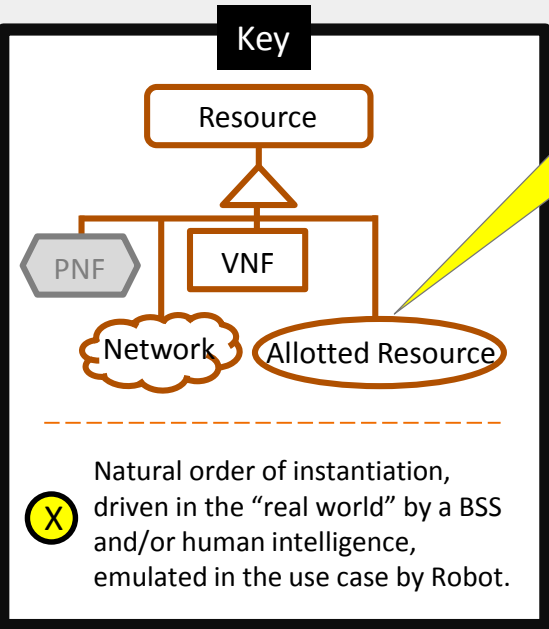 Key
Resource
PNF
VNF
Network
Allotted Resource
Natural order of instantiation,
X
driven in the “real world” by a BSS
and/or human intelligence,
emulated in the use case by Robot.